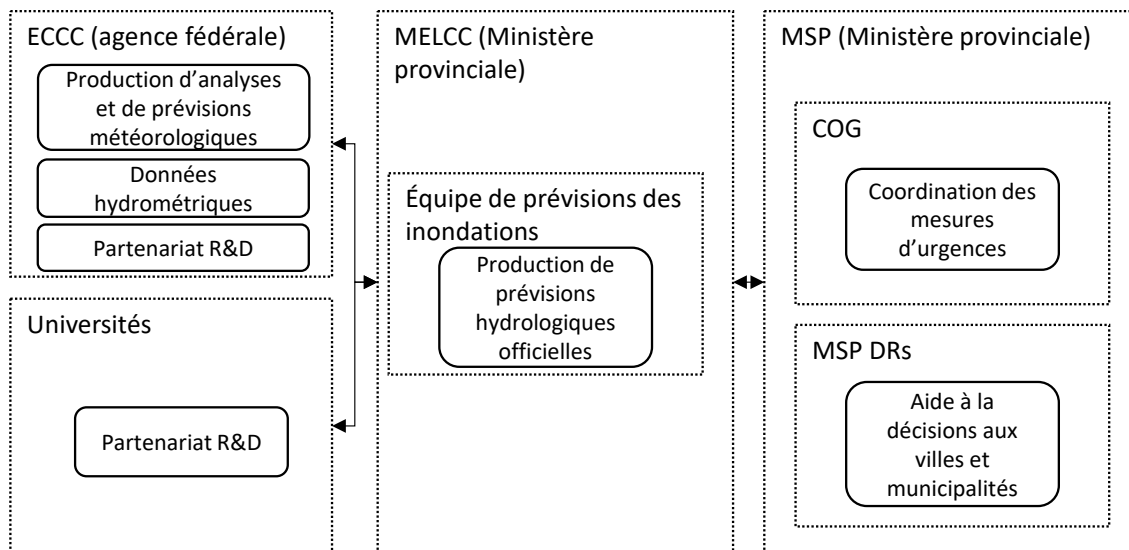 ECCC (agence fédérale)
Production d’analyses
et de prévisions
météorologiques
Données
hydrométriques
Partenariat R&D
Universités
Partenariat R&D
MELCC (Ministère
provinciale)
Équipe de prévisions des
inondations
Production de
prévisions
hydrologiques
officielles
MSP (Ministère provinciale)
COG
Coordination des
mesures
d’urgences
MSP DRs
Aide à la
décisions aux
villes et
municipalités